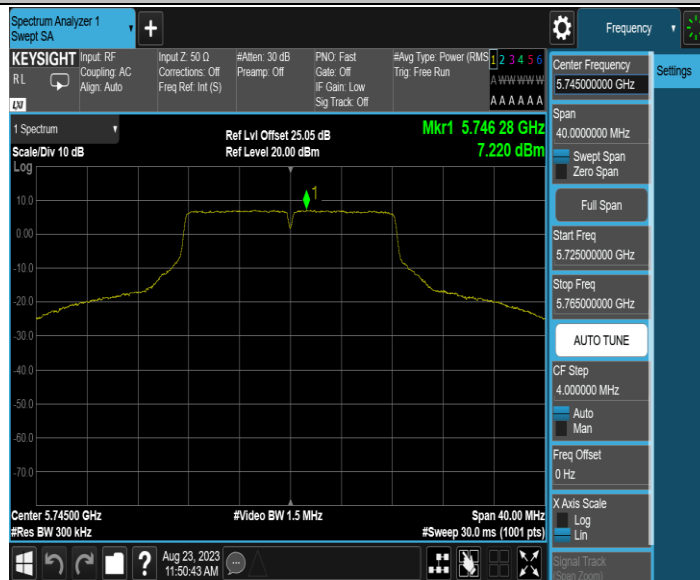 Spectrum Analyzer 1
Swept SA
+
Frequency
KEYSIGHT
RL
LXI
Input: RF
Coupling: AC
Align: Auto
Input Z: 50 Ω
Corrections: Off
Freq Ref: Int (S)
#Atten: 30 dB
Preamp: Off
PNO: Fast
Gate: Off
IF Gain: Low
Sig Track: Off
#Avg Type: Power (RMS
Trig: Free Run
1 2 3 4 5 6
A W W W W W
A A A A A A
1 Spectrum
Scale/Div 10 dB
Log
Ref Lvl Offset 25.05 dB
Ref Level 20.00 dBm
Mkr1 5.746 28 GHz
7.220 dBm
1
10.0
0.00
-10.0
-20.0
-30.0
-40.0
-50.0
-60.0
-70.0
Center 5.74500 GHz
#Res BW 300 kHz
#Video BW 1.5 MHz
Span 40.00 MHz
#Sweep 30.0 ms (1001 pts)
?
Aug 23, 2023
11:50:43 AM
Center Frequency
5.745000000 GHz
Span
40.0000000 MHz
Swept Span
Zero Span
Full Span
Start Freq
5.725000000 GHz
Stop Freq
5.765000000 GHz
AUTO TUNE
CF Step
4.000000 MHz
Auto
Man
Freq Offset
0 Hz
X Axis Scale
Log
Lin
Signal Track
(Span Zoom)
Settings